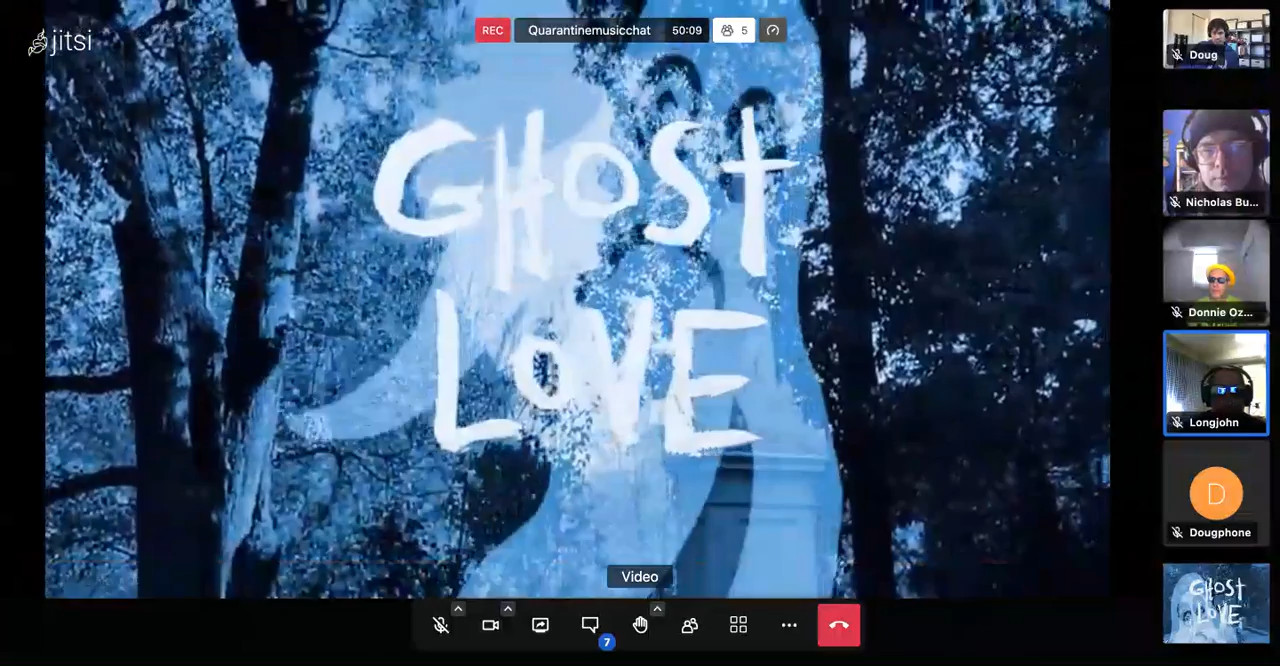 jitsi
REC Quarantinemusicchat 50:09 5
GHOST
LOVE
Video
7
Doug
Nicholas Bu...
Donnie Oz...
Longjohn
D
Dougphone
GHOST
LOVE